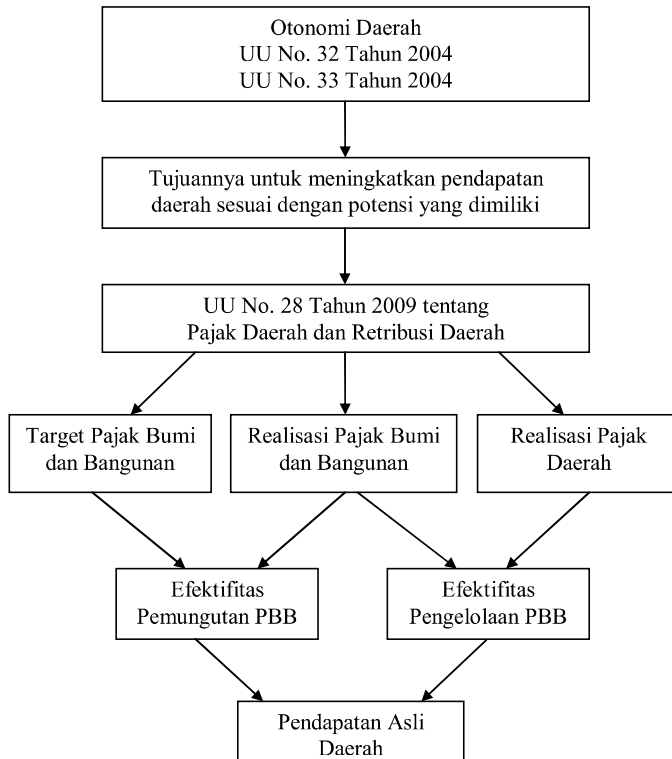 Otonomi Daerah
UU No. 32 Tahun 2004
UU No. 33 Tahun 2004
Tujuannya untuk meningkatkan pendapatan
daerah sesuai dengan potensi yang dimiliki
UU No. 28 Tahun 2009 tentang
Pajak Daerah dan Retribusi Daerah
Target Pajak Bumi
dan Bangunan
Realisasi Pajak Bumi
dan Bangunan
Realisasi Pajak
Daerah
Efektifitas
Pemungutan PBB
Efektifitas
Pengelolaan PBB
Pendapatan Asli
Daerah